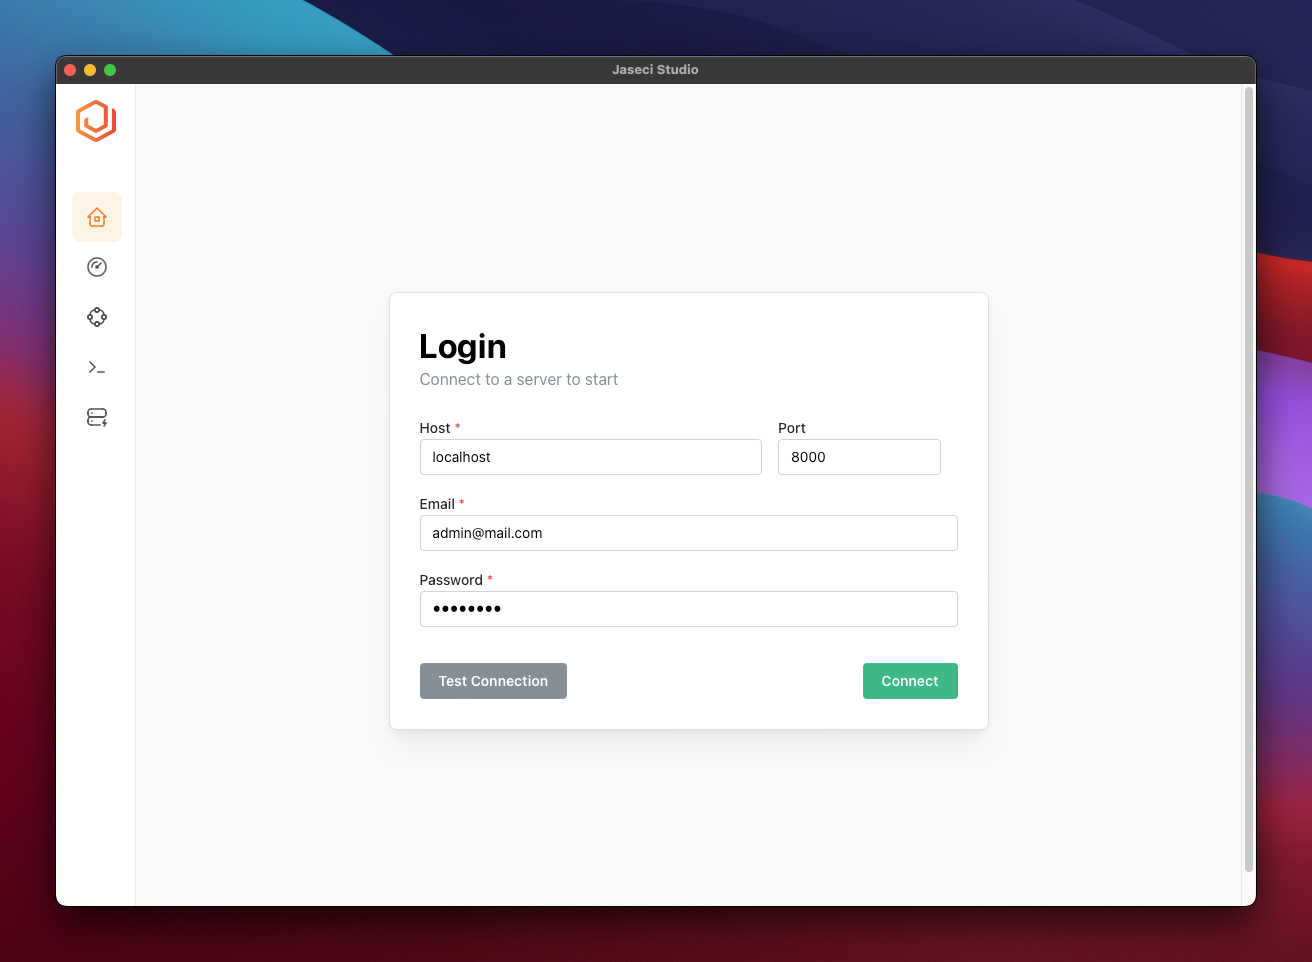 Jaseci Studio
Login
Connect to a server to start
Host *
Port
localhost
8000
Email *
admin@mail.com
Password *
••••••••
Test Connection
Connect